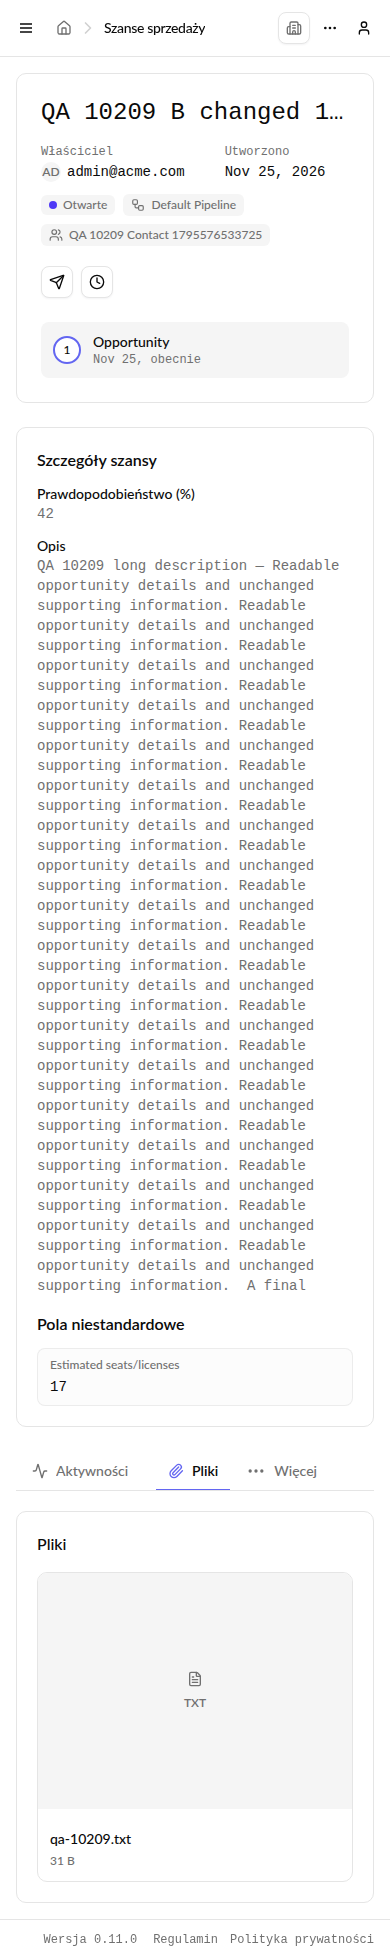 Szanse sprzedaży
QA 10209 B changed 1…
Właściciel
Utworzono
AD admin@acme.com
Nov 25, 2026
Otwarte
Default Pipeline
QA 10209 Contact 1795576533725
1
Opportunity
Nov 25, obecnie
Szczegóły szansy
Prawdopodobieństwo (%)
42
Opis
QA 10209 long description — Readable
opportunity details and unchanged
supporting information. Readable
opportunity details and unchanged
supporting information. Readable
opportunity details and unchanged
supporting information. Readable
opportunity details and unchanged
supporting information. Readable
opportunity details and unchanged
supporting information. Readable
opportunity details and unchanged
supporting information. Readable
opportunity details and unchanged
supporting information. Readable
opportunity details and unchanged
supporting information. Readable
opportunity details and unchanged
supporting information. Readable
opportunity details and unchanged
supporting information. Readable
opportunity details and unchanged
supporting information. Readable
opportunity details and unchanged
supporting information. Readable
opportunity details and unchanged
supporting information. Readable
opportunity details and unchanged
supporting information. Readable
opportunity details and unchanged
supporting information. Readable
opportunity details and unchanged
supporting information. Readable
opportunity details and unchanged
supporting information. Readable
opportunity details and unchanged
supporting information.  A final
Pola niestandardowe
Estimated seats/licenses
17
Aktywności
Pliki
Więcej
Pliki
TXT
qa-10209.txt
31 B
Wersja 0.11.0 Regulamin Polityka prywatności